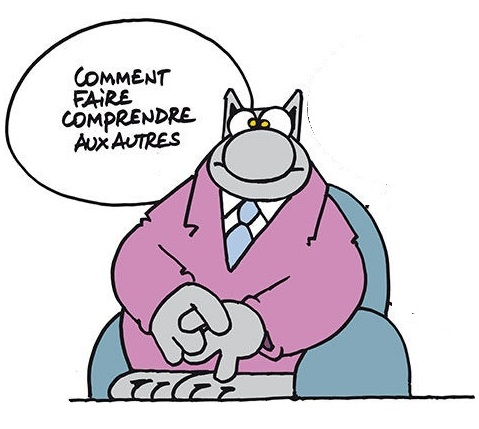 COMMENT
FAiRE
COMPRENDRE
AUX AUTRES